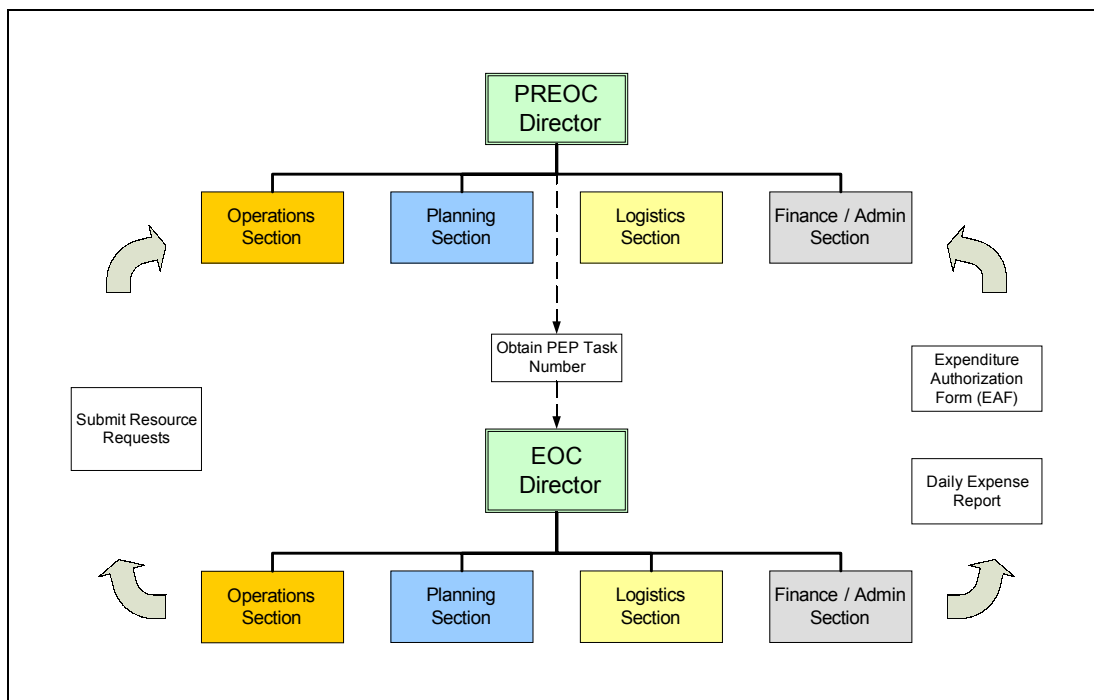 PREOC
Director
Operations
Section
Planning
Section
Logistics
Section
Finance / Admin
Section
Obtain PEP Task
Number
Expenditure
Authorization
Form (EAF)
Submit Resource
Requests
EOC
Director
Daily Expense
Report
Operations
Section
Planning
Section
Logistics
Section
Finance / Admin
Section